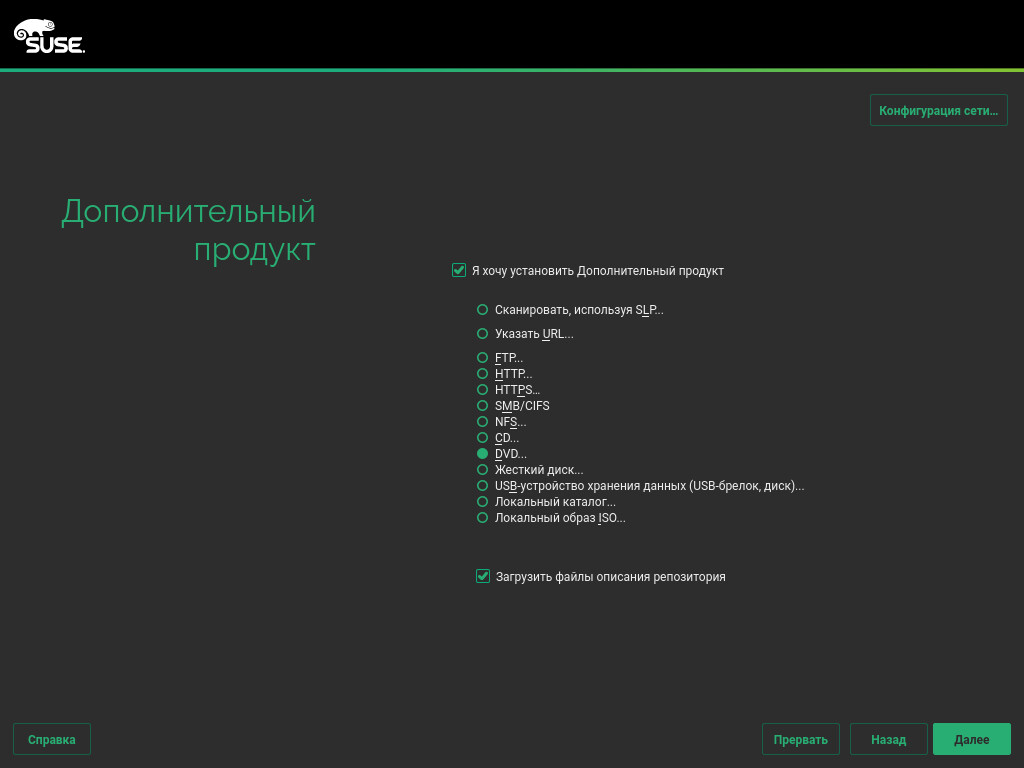 SUSE.
Конфигурация сети...
Дополнительный
продукт
Я хочу установить Дополнительный продукт
Сканировать, используя SLP...
Указать URL...
FTP...
HTTP...
HTTPS...
SMB/CIFS
NFS...
CD...
DVD...
Жесткий диск...
USB-устройство хранения данных (USB-брелок, диск)...
Локальный каталог...
Локальный образ ISO...
Загрузить файлы описания репозитория
Справка
Прервать
Назад
Далее